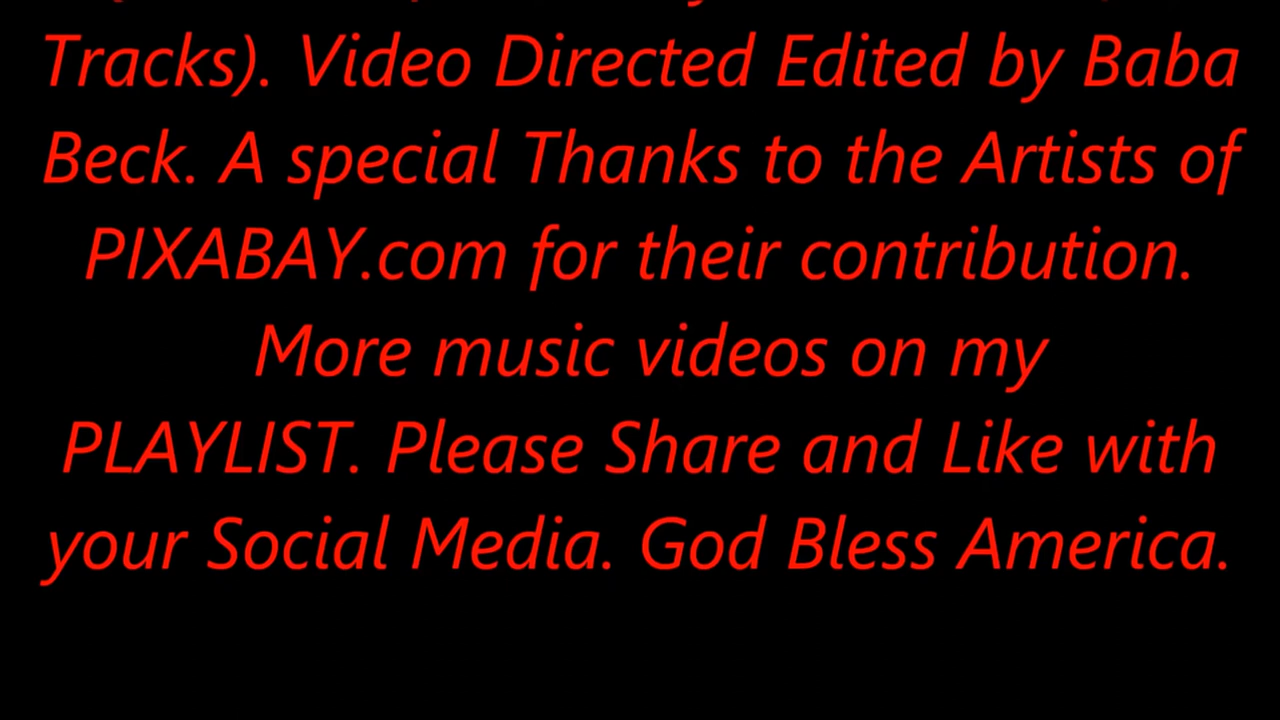 Tracks). Video Directed Edited by Baba
Beck. A special Thanks to the Artists of
PIXABAY.com for their contribution.
More music videos on my
PLAYLIST. Please Share and Like with
your Social Media. God Bless America.